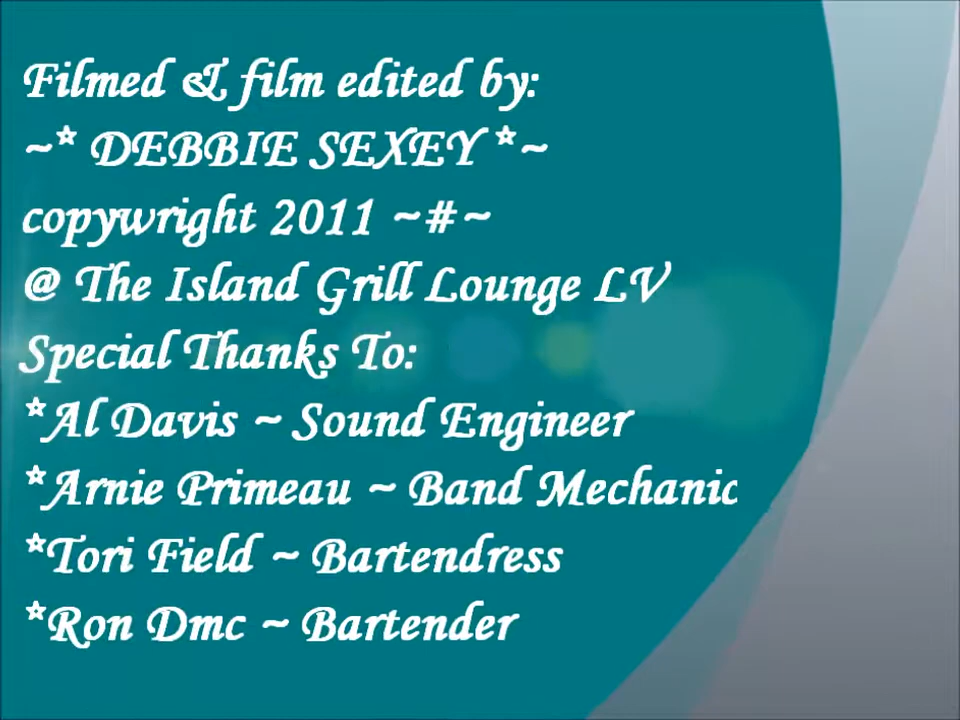 Filmed & film edited by:
~* DEBBIE SEXEY *~
copywright 2011 ~#~
@ The Island Grill Lounge LV
Special Thanks To:
*Al Davis ~ Sound Engineer
*Arnie Primeau ~ Band Mechanic
*Tori Field ~ Bartendress
*Ron Dmc ~ Bartender